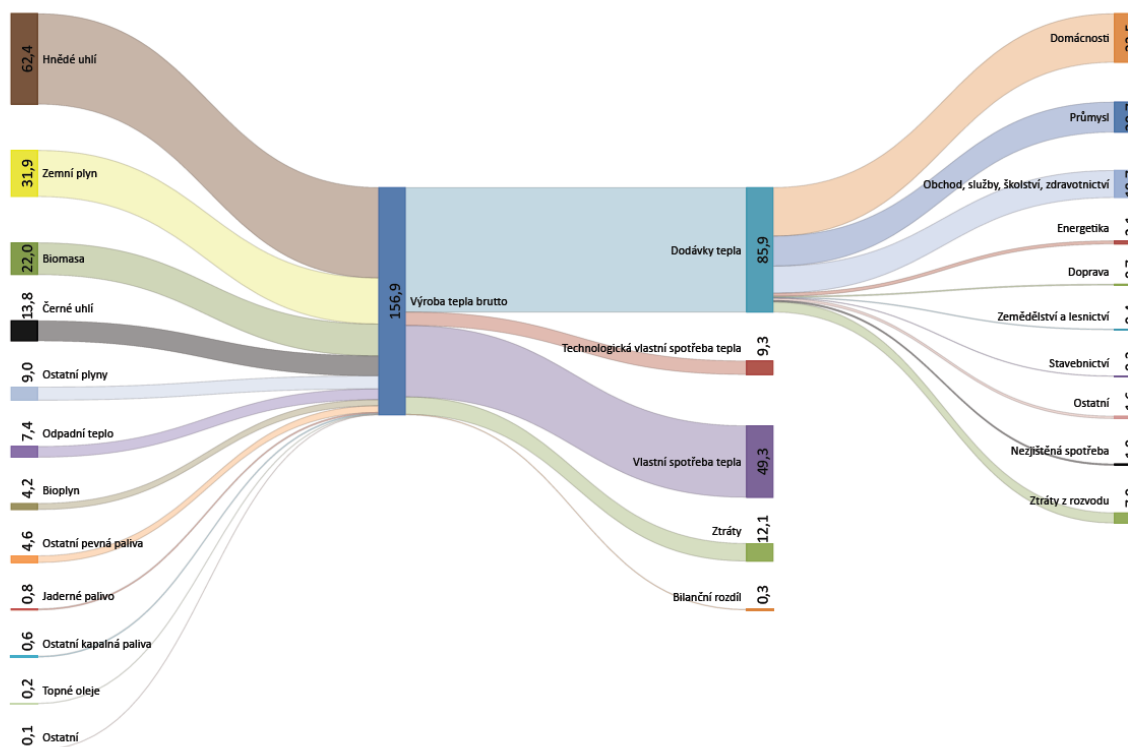 62,4
Hnědé uhlí
31,9
Zemní plyn
22,0
Biomasa
13,8
Černé uhlí
9,0
Ostatní plyny
7,4
Odpadní teplo
4,2
Bioplyn
4,6
Ostatní pevná paliva
0,8
Jaderné palivo
0,6
Ostatní kapalná paliva
0,2
Topné oleje
0,1
Ostatní
156,9
Výroba tepla brutto
Dodávky tepla
85,9
Technologická vlastní spotřeba tepla
9,3
Vlastní spotřeba tepla
49,3
Ztráty
12,1
Bilanční rozdíl
0,3
Domácnosti
Průmysl
Obchod, služby, školství, zdravotnictví
Energetika
Doprava
Zemědělství a lesnictví
Stavebnictví
Ostatní
Nezjištěná spotřeba
Ztráty z rozvodu